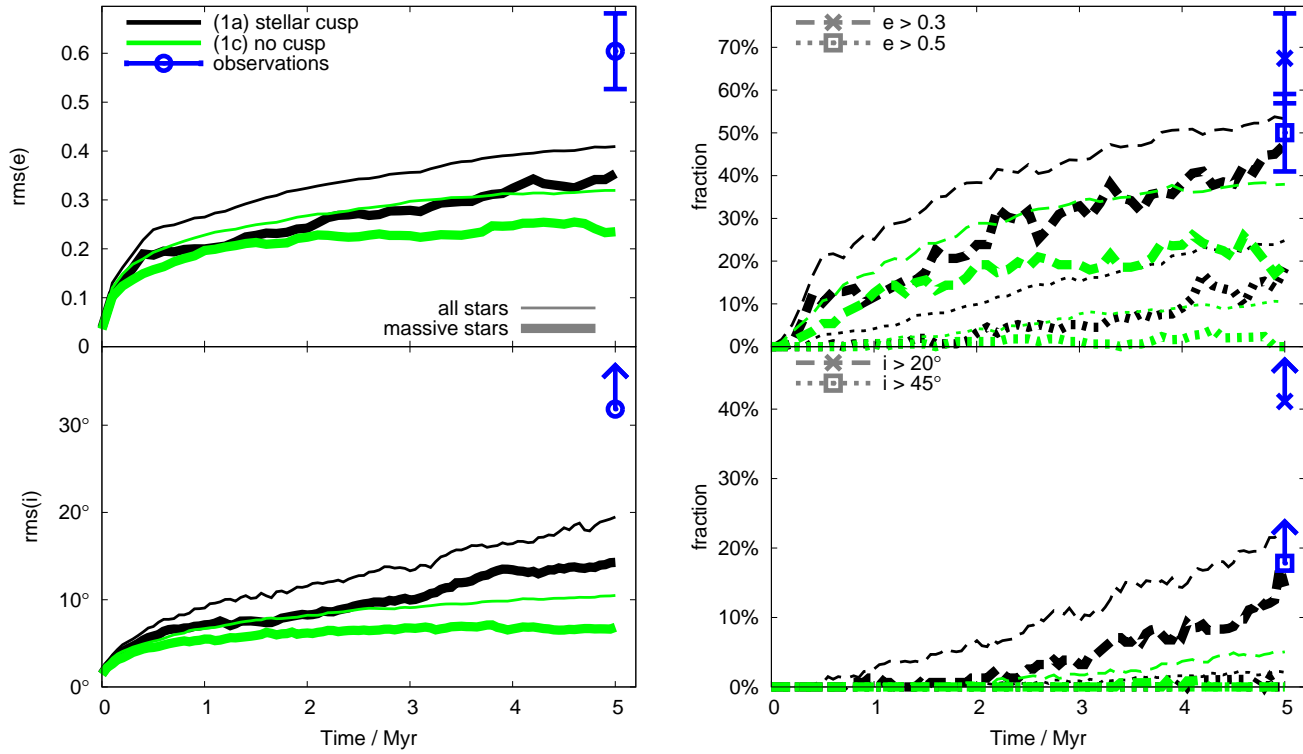 (1a) stellar cusp
(1c) no cusp
observations
0.6
0.5
0.4
0.3
0.2
0.1
0
rms(e)
all stars
massive stars
30°
20°
10°
0°
rms(i)
0 1 2 3 4 5
Time / Myr
e > 0.3
e > 0.5
70%
60%
50%
40%
30%
20%
10%
0%
fraction
i > 20°
i > 45°
40%
30%
20%
10%
0%
fraction
0 1 2 3 4 5
Time / Myr